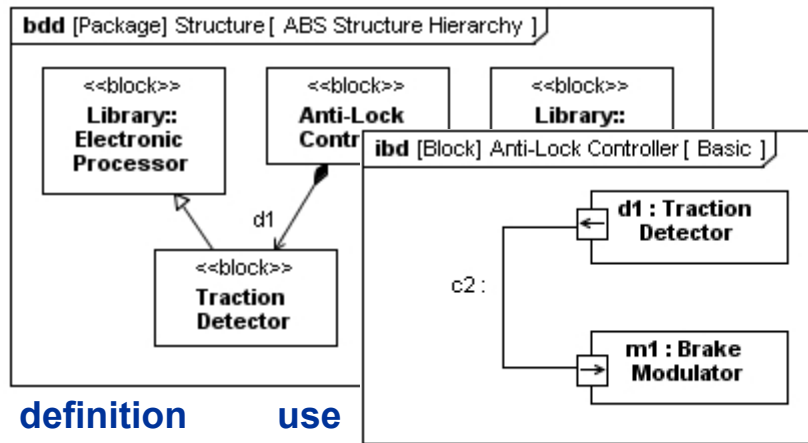 bdd [Package] Structure [ ABS Structure Hierarchy ]
<<block>>
Library::
Electronic
Processor
<<block>>
Anti-Lock
<<block>>
Library::
d1
<<block>>
Traction
Detector
ibd [Block] Anti-Lock Controller [ Basic ]
d1 : Traction
Detector
c2 :
m1 : Brake
Modulator
definition use